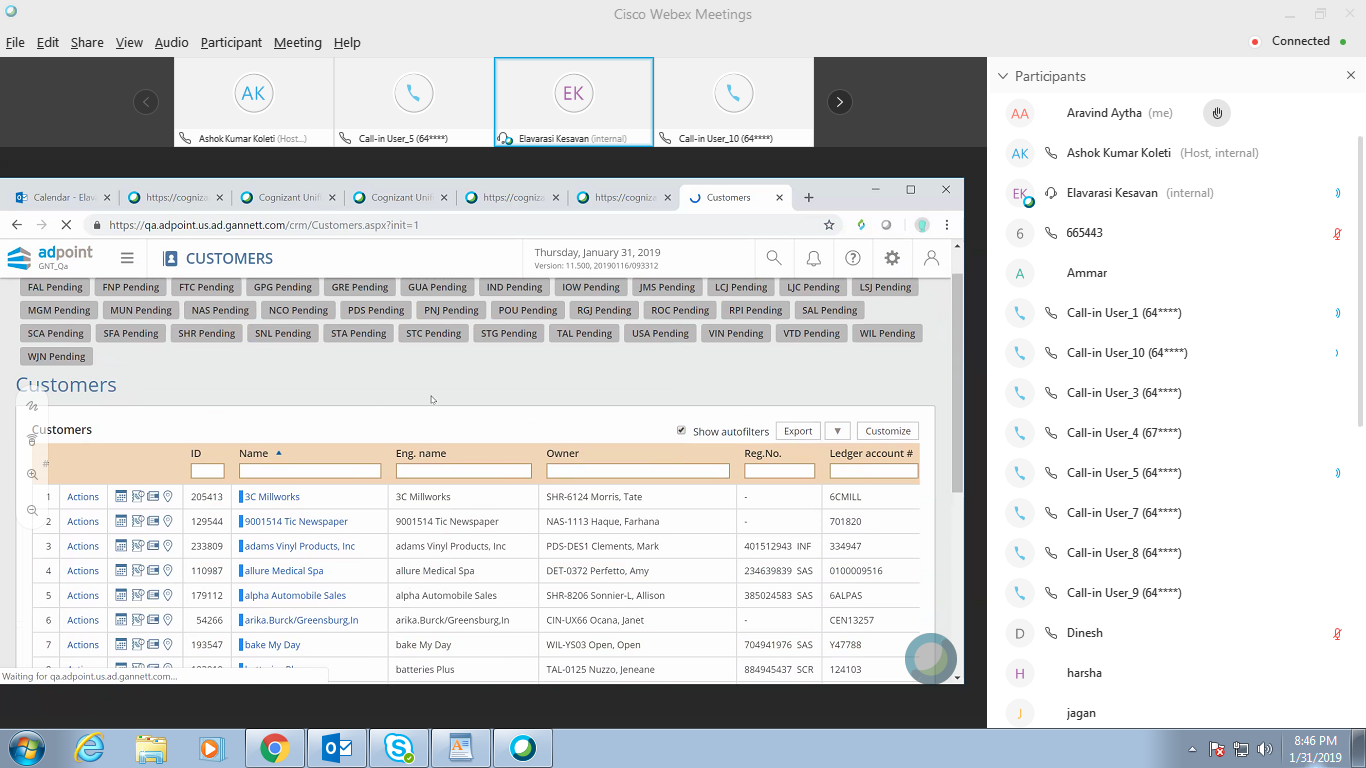 Cisco Webex Meetings
File Edit Share View Audio Participant Meeting Help
Connected
AK
Ashok Kumar Koleti (Host...)
Call-in User_5 (64****)
EK
Elavarasi Kesavan (internal)
Call-in User_10 (64****)
Calendar - Elav
https://cogniza
Cognizant Unif
Cognizant Unif
https://cogniza
https://cogniza
Customers
https://qa.adpoint.us.ad.gannett.com/crm/Customers.aspx?init=1
adpoint
GNT_Qa
CUSTOMERS
Thursday, January 31, 2019
Version: 11.500, 20190116/093312
FAL Pending FNP Pending FTC Pending GPG Pending GRE Pending GUA Pending IND Pending IOW Pending JMS Pending LCJ Pending LJC Pending LSJ Pending
MGM Pending MUN Pending NAS Pending NCO Pending PDS Pending PNJ Pending POU Pending RGJ Pending ROC Pending RPI Pending SAL Pending
SCA Pending SFA Pending SHR Pending SNL Pending STA Pending STC Pending STG Pending TAL Pending USA Pending VIN Pending VTD Pending WIL Pending
WJN Pending
Customers
Customers
Show autofilters Export ▼ Customize
# ID Name Eng. name Owner Reg.No. Ledger account #
1 Actions 205413 3C Millworks 3C Millworks SHR-6124 Morris, Tate - 6CMILL
2 Actions 129544 9001514 Tic Newspaper 9001514 Tic Newspaper NAS-1113 Haque, Farhana - 701820
3 Actions 233809 adams Vinyl Products, Inc adams Vinyl Products, Inc PDS-DES1 Clements, Mark 401512943 INF 334947
4 Actions 110987 allure Medical Spa allure Medical Spa DET-0372 Perfetto, Amy 234639839 SAS 0100009516
5 Actions 179112 alpha Automobile Sales alpha Automobile Sales SHR-8206 Sonnier-L, Allison 385024583 SAS 6ALPAS
6 Actions 54266 arika.Burck/Greensburg,In arika.Burck/Greensburg,In CIN-UX66 Ocana, Janet - CEN13257
7 Actions 193547 bake My Day bake My Day WIL-YS03 Open, Open 704941976 SAS Y47788
batteries Plus TAL-0125 Nuzzo, Jeneane 884945437 SCR 124103
Waiting for qa.adpoint.us.ad.gannett.com...
Participants
AA Aravind Aytha (me)
AK Ashok Kumar Koleti (Host, internal)
EK Elavarasi Kesavan (internal)
6 665443
A Ammar
Call-in User_1 (64****)
Call-in User_10 (64****)
Call-in User_3 (64****)
Call-in User_4 (67****)
Call-in User_5 (64****)
Call-in User_7 (64****)
Call-in User_8 (64****)
Call-in User_9 (64****)
D Dinesh
H harsha
J jagan
8:46 PM
1/31/2019